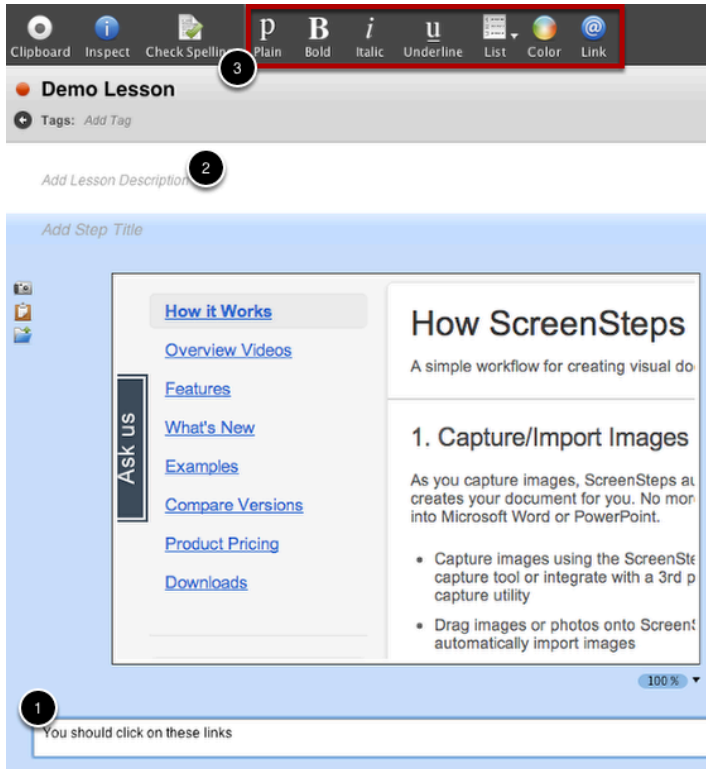 p B i u
Clipboard Inspect Check Spelling Plain Bold Italic Underline List Color Link
3
Demo Lesson
Tags: Add Tag
2
Add Lesson Description
Add Step Title
How it Works
Overview Videos
Features
What's New
Examples
Compare Versions
Product Pricing
Downloads
Ask us
How ScreenSteps
A simple workflow for creating visual do
1. Capture/Import Images
As you capture images, ScreenSteps au
creates your document for you. No mor
into Microsoft Word or PowerPoint.
• Capture images using the ScreenSte
capture tool or integrate with a 3rd p
capture utility
• Drag images or photos onto ScreenS
automatically import images
100 %
1
You should click on these links